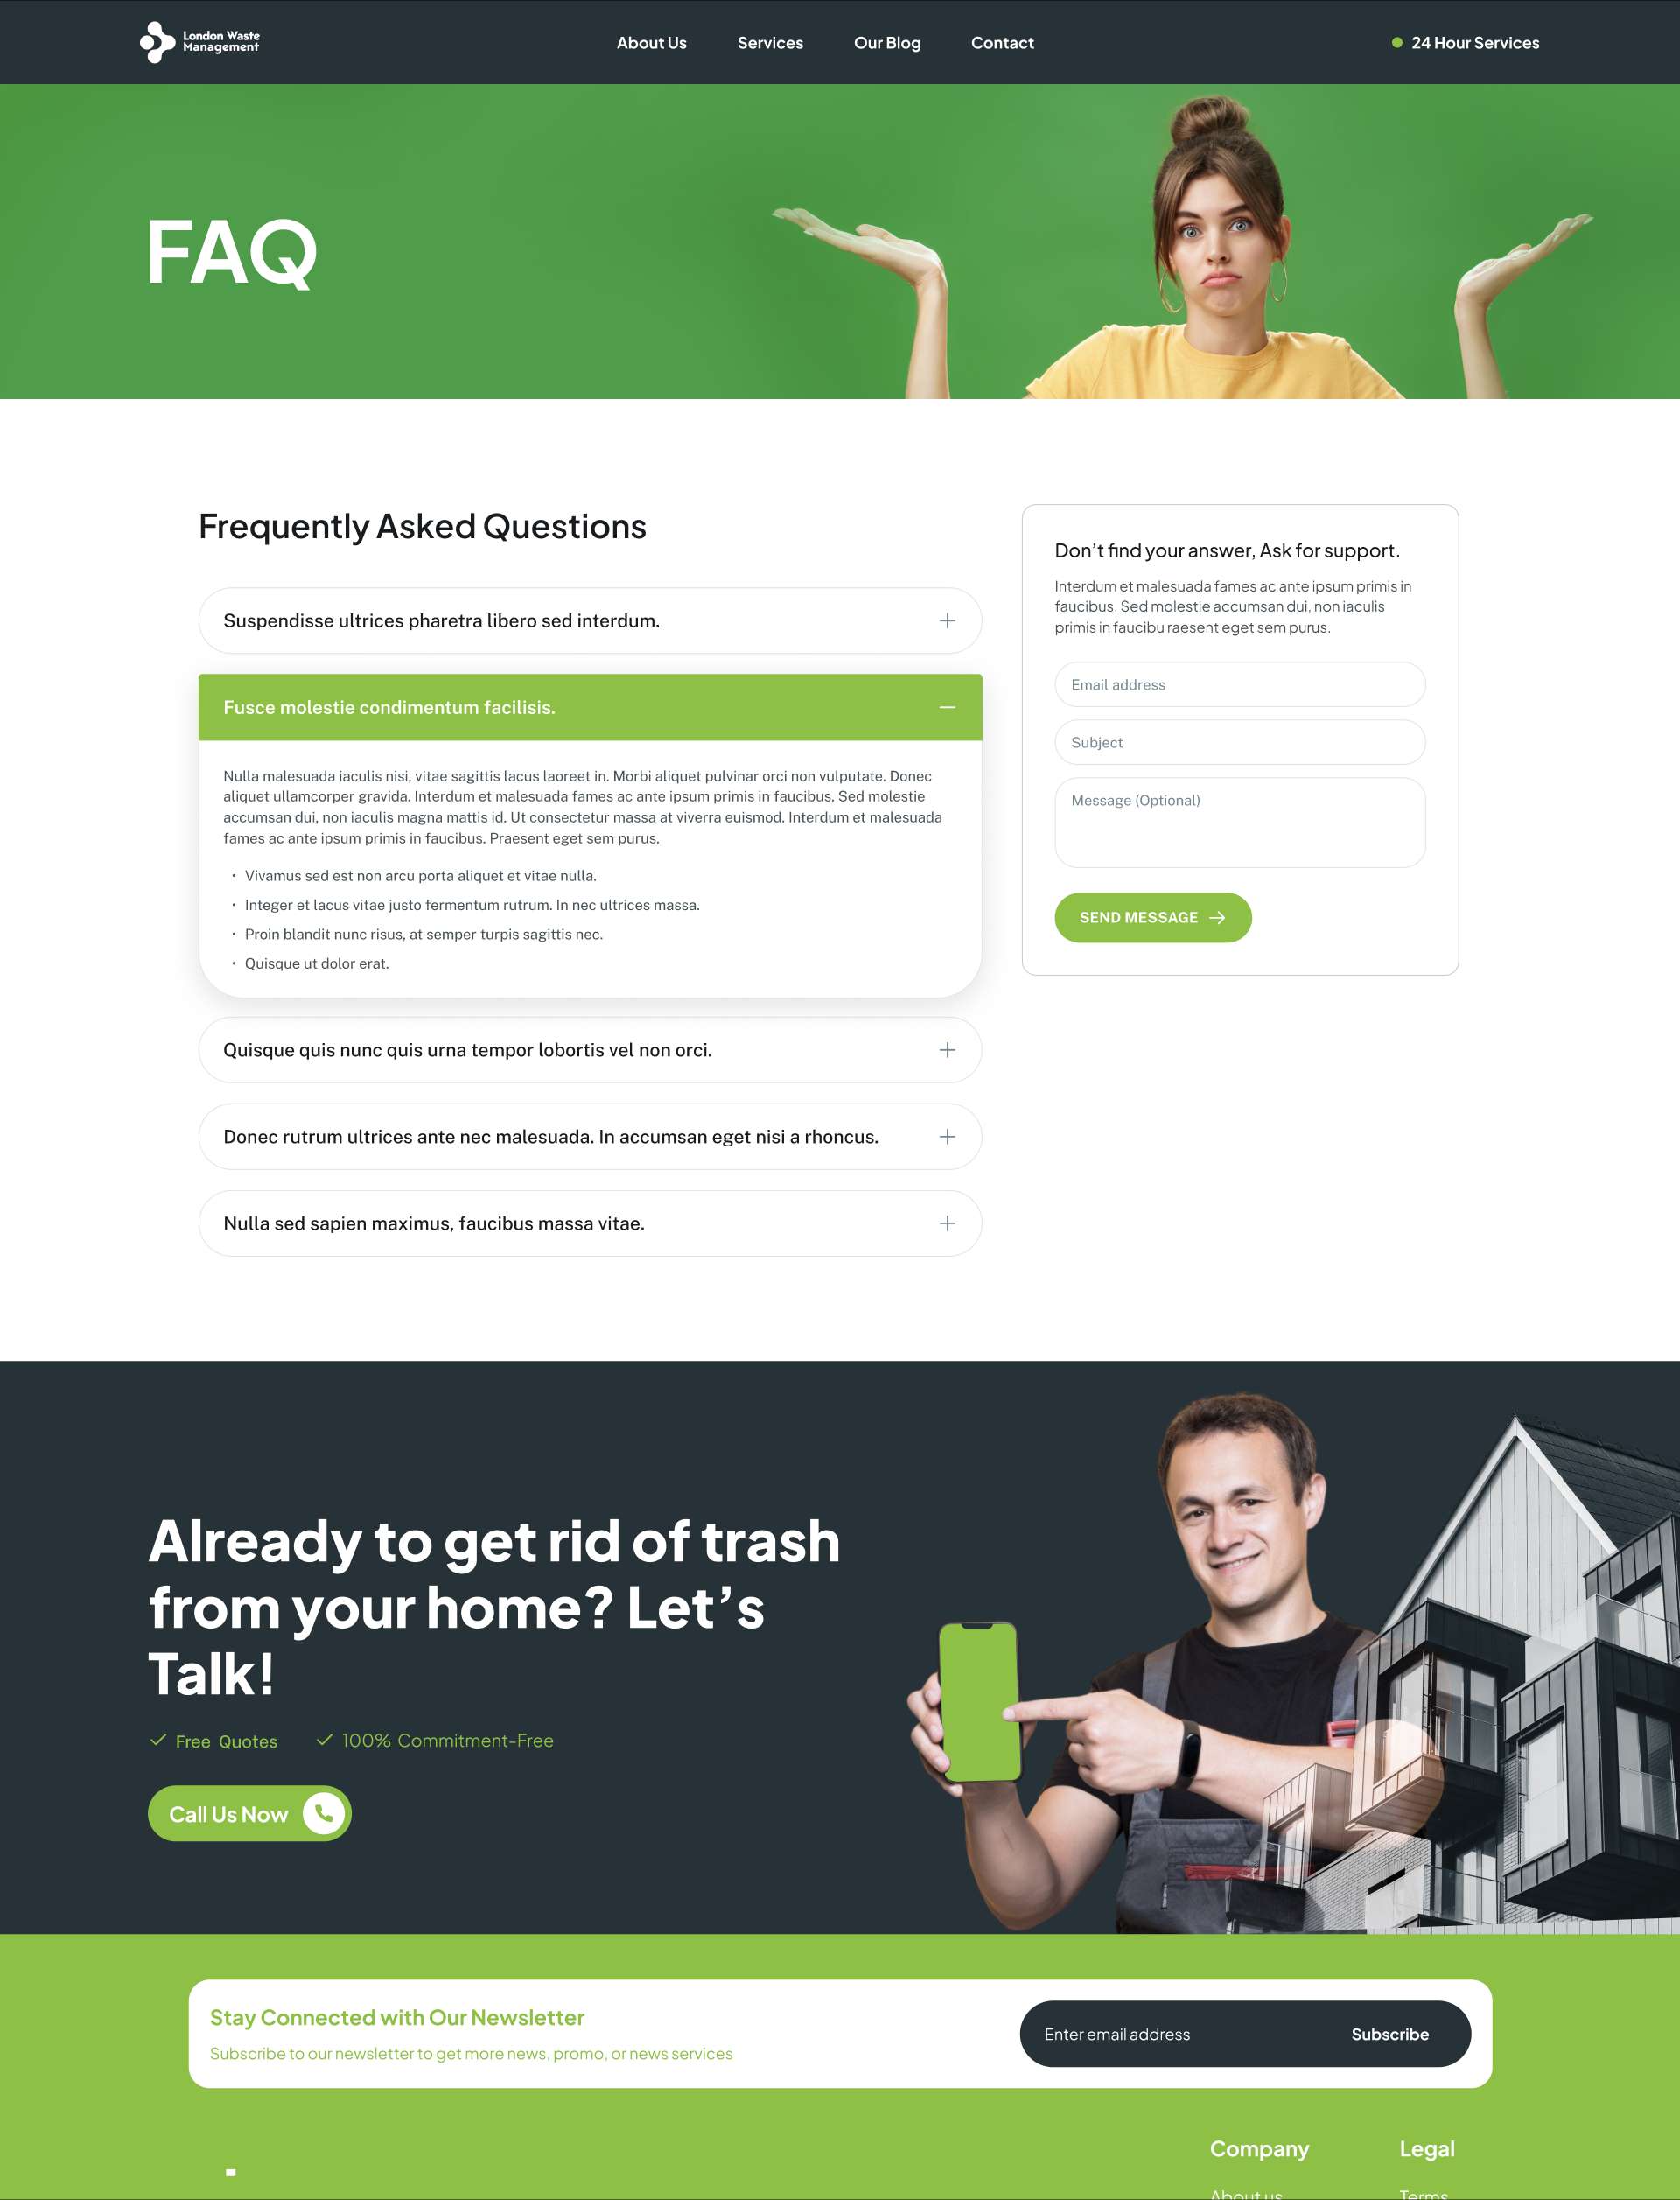 London Waste
Management
About Us
Services
Our Blog
Contact
24 Hour Services
FAQ
Frequently Asked Questions
Suspendisse ultrices pharetra libero sed interdum.
Fusce molestie condimentum facilisis.
Nulla malesuada iaculis nisi, vitae sagittis lacus laoreet in. Morbi aliquet pulvinar orci non vulputate. Donec
aliquet ullamcorper gravida. Interdum et malesuada fames ac ante ipsum primis in faucibus. Sed molestie
accumsan dui, non iaculis magna mattis id. Ut consectetur massa at viverra euismod. Interdum et malesuada
fames ac ante ipsum primis in faucibus. Praesent eget sem purus.
• Vivamus sed est non arcu porta aliquet et vitae nulla.
• Integer et lacus vitae justo fermentum rutrum. In nec ultrices massa.
• Proin blandit nunc risus, at semper turpis sagittis nec.
• Quisque ut dolor erat.
Quisque quis nunc quis urna tempor lobortis vel non orci.
Donec rutrum ultrices ante nec malesuada. In accumsan eget nisi a rhoncus.
Nulla sed sapien maximus, faucibus massa vitae.
Don’t find your answer, Ask for support.
Interdum et malesuada fames ac ante ipsum primis in
faucibus. Sed molestie accumsan dui, non iaculis
primis in faucibu raesent eget sem purus.
Email address
Subject
Message (Optional)
SEND MESSAGE
Already to get rid of trash
from your home? Let’s
Talk!
Free Quotes
100% Commitment-Free
Call Us Now
Stay Connected with Our Newsletter
Subscribe to our newsletter to get more news, promo, or news services
Enter email address
Subscribe
Company
Legal
About us
Terms